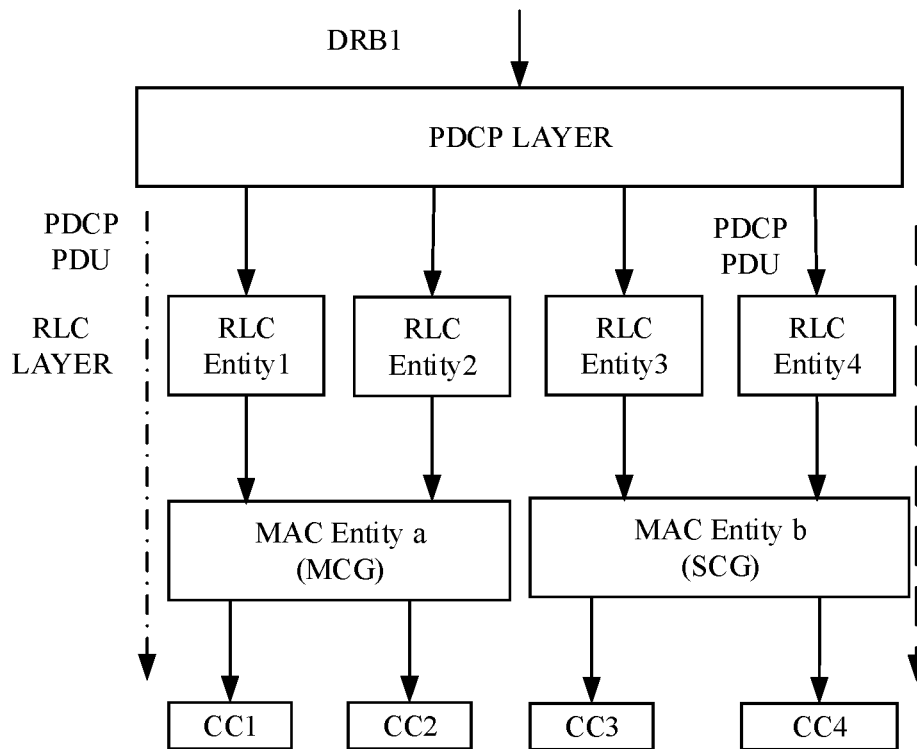 DRB1
PDCP LAYER
PDCP
PDU
PDCP
PDU
RLC
LAYER
RLC
Entity1
RLC
Entity2
RLC
Entity3
RLC
Entity4
MAC Entity a
(MCG)
MAC Entity b
(SCG)
CC1
CC2
CC3
CC4